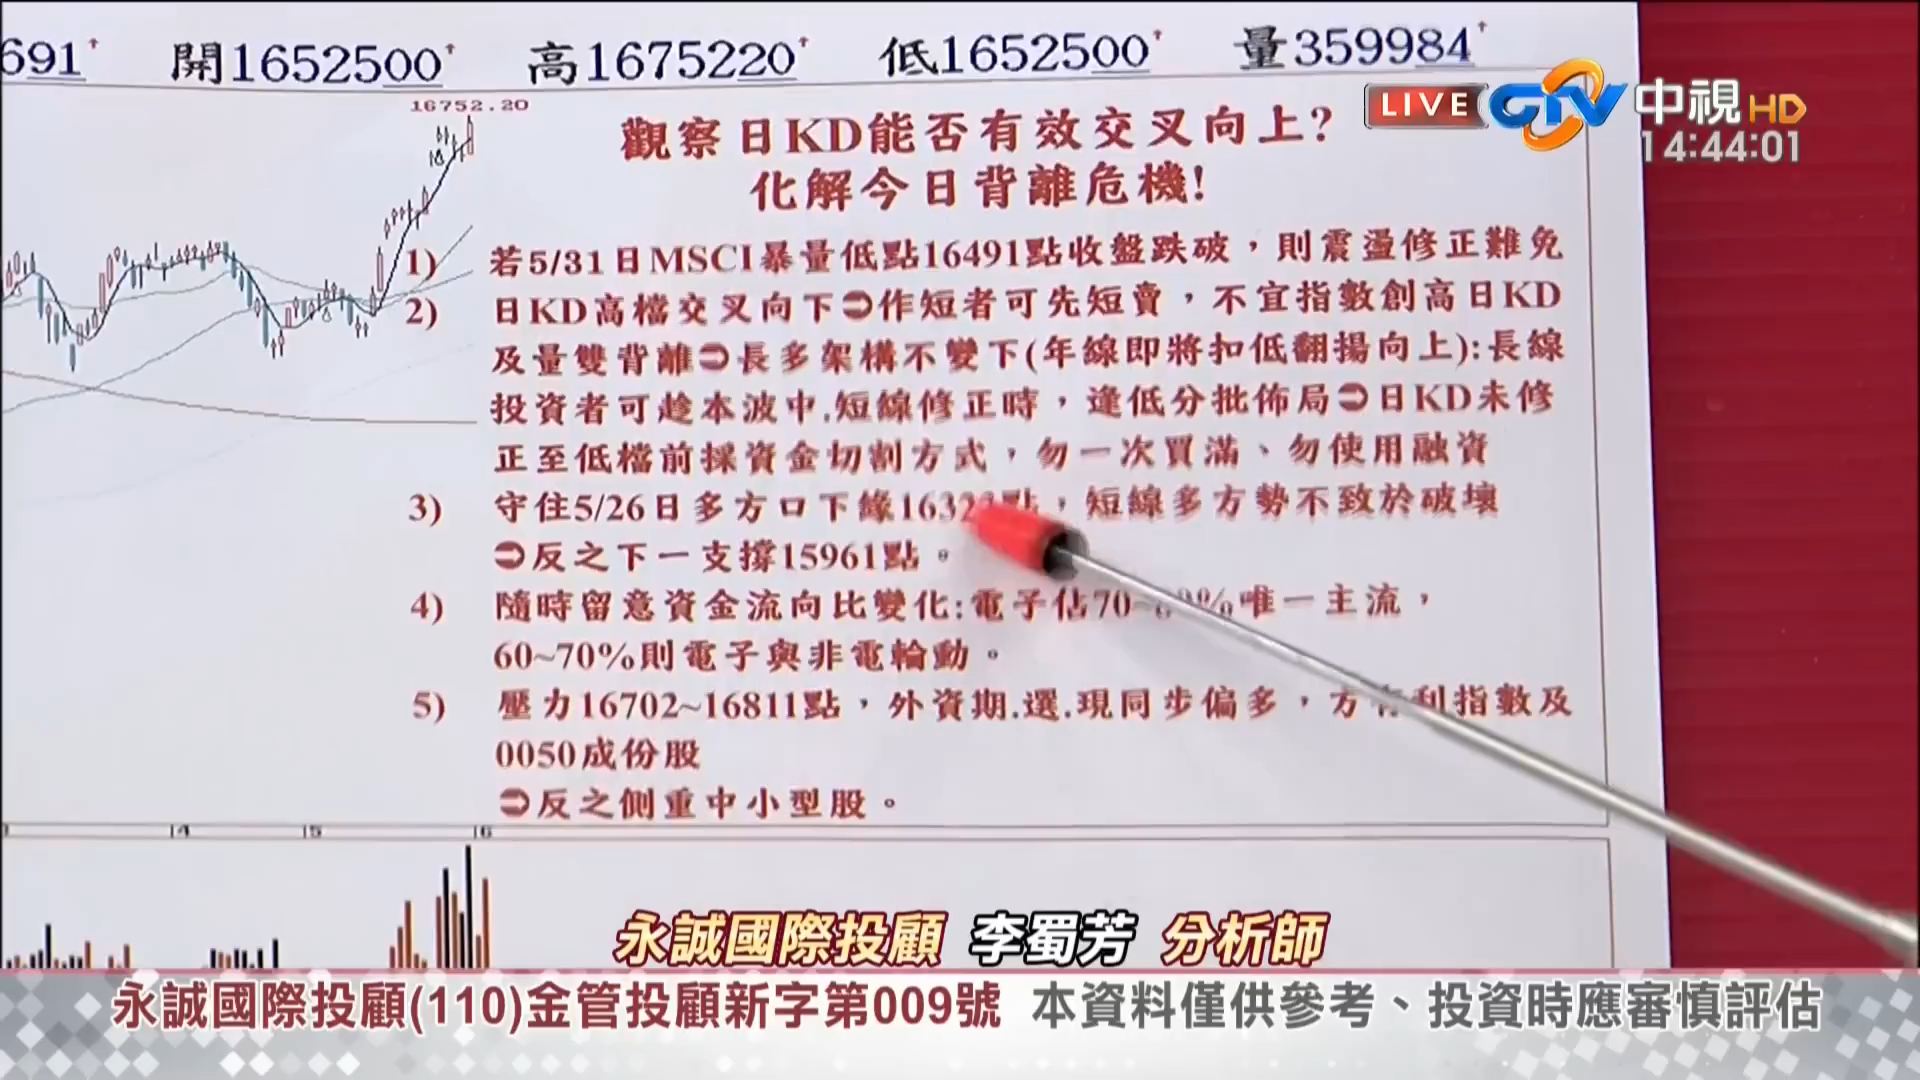 691 開1652500 高1675220 低1652500 量359984
LIVE CTV 中視HD
14:44:01
16752.20
觀察日KD能否有效交叉向上?
化解今日背離危機!
1) 若5/31日MSCI暴量低點16491點收盤跌破，則震盪修正難免
2) 日KD高檔交叉向下⊃作短者可先短賣，不宜指數創高日KD
及量雙背離⊃長多架構不變下(年線即將扣低翻揚向上):長線
投資者可趁本波中.短線修正時，逢低分批佈局⊃日KD未修
正至低檔前採資金切割方式，勿一次買滿、勿使用融資
3) 守住5/26日多方口下緣1632 點，短線多方勢不致於破壞
⊃反之下一支撐15961點。
4) 隨時留意資金流向比變化:電子佔70~ %唯一主流，
60~70%則電子與非電輪動。
5) 壓力16702~16811點，外資期.選.現同步偏多，方有利指數及
0050成份股
⊃反之側重中小型股。
4 5 6
永誠國際投顧 李蜀芳 分析師
永誠國際投顧(110)金管投顧新字第009號 本資料僅供參考、投資時應審慎評估